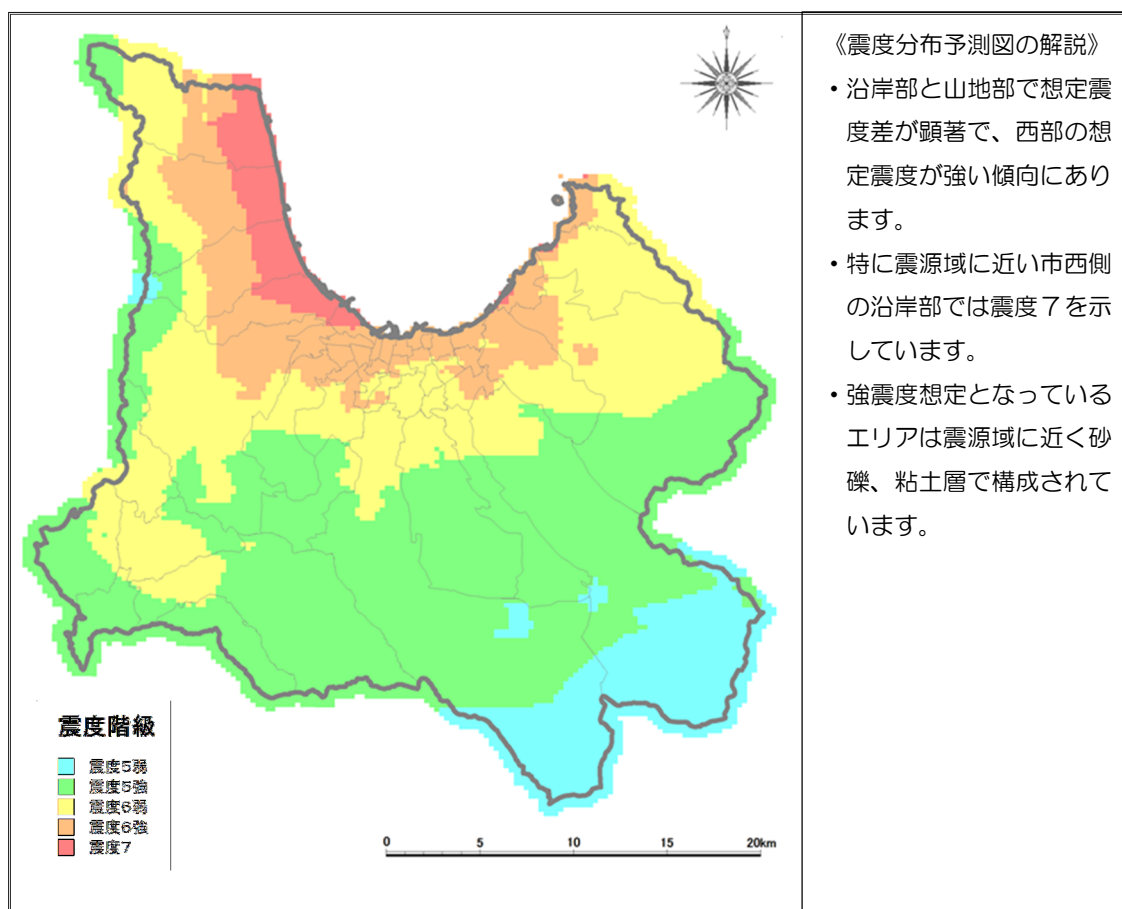 《震度分布予測図の解説》
・沿岸部と山地部で想定震
度差が顕著で、西部の想
定震度が強い傾向にあり
ます。
・特に震源域に近い市西側
の沿岸部では震度7を示
しています。
・強震度想定となっている
エリアは震源域に近く砂
礫、粘土層で構成されて
います。
震度階級
震度5弱
震度5強
震度6弱
震度6強
震度7
0 5 10 15 20km